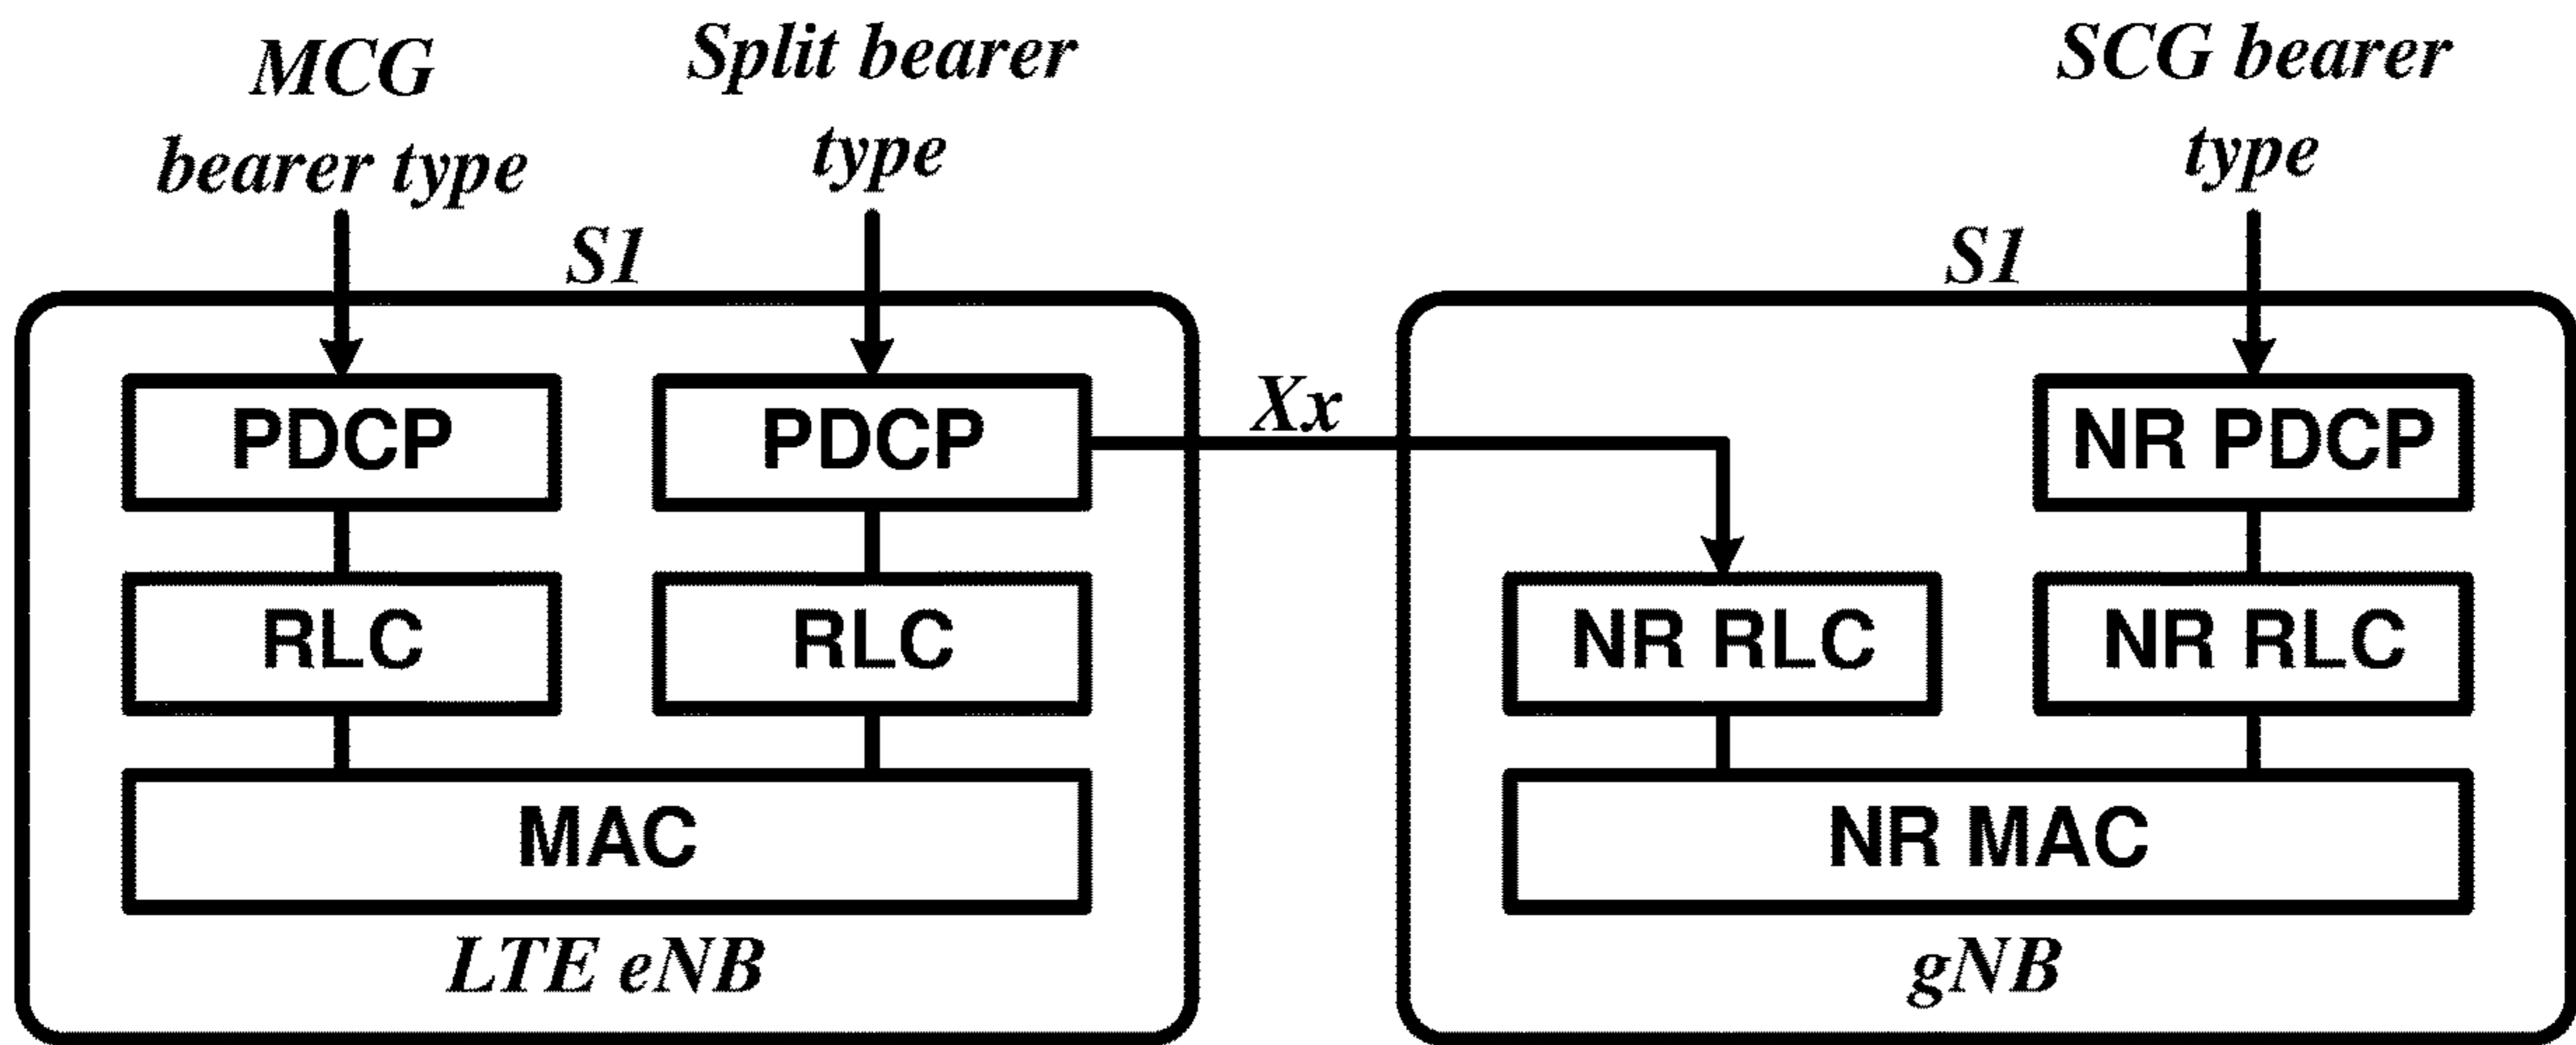 MCG
bearer type
Split bearer
type
SCG bearer
type
S1
S1
Xx
PDCP
PDCP
NR PDCP
RLC
RLC
NR RLC
NR RLC
MAC
NR MAC
LTE eNB
gNB